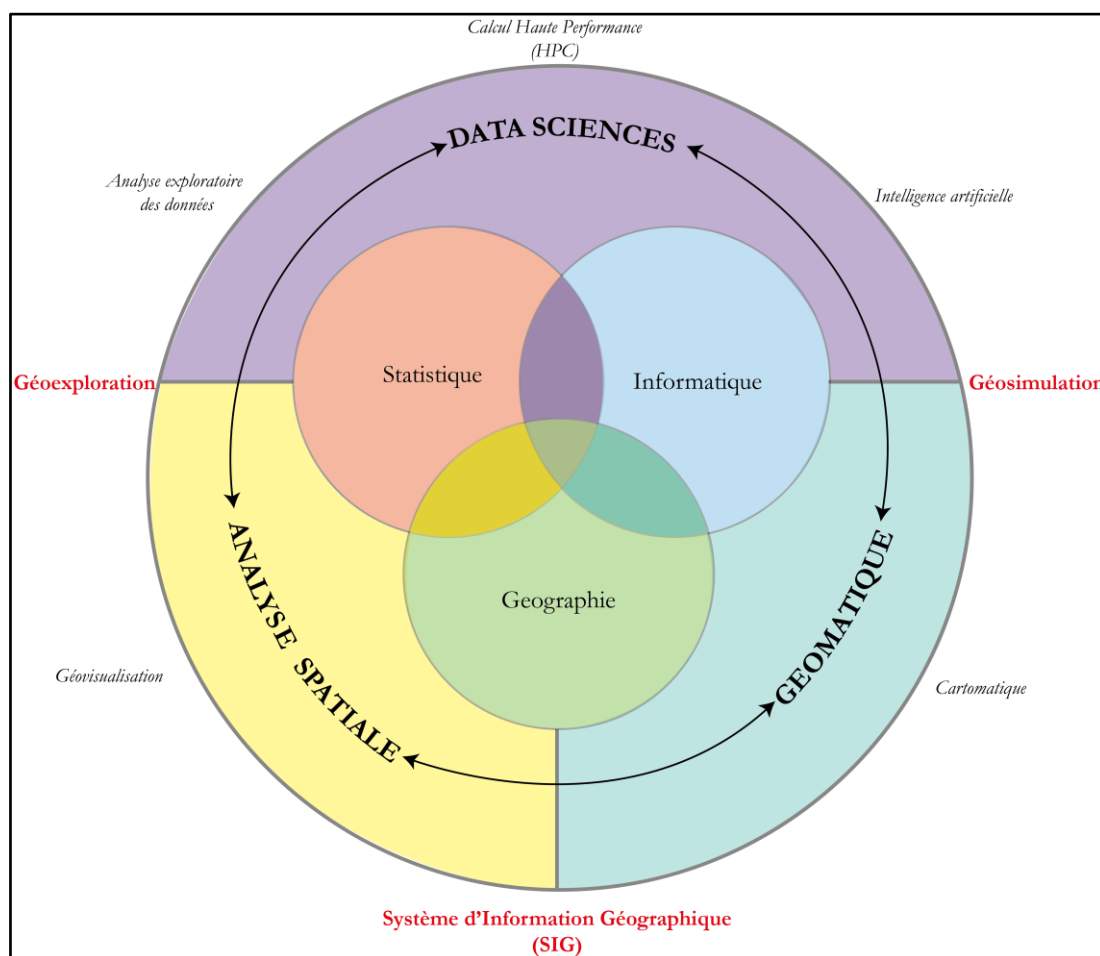 Calcul Haute Performance
(HPC)
DATA SCIENCES
Analyse exploratoire
des données
Intelligence artificielle
Statistique
Informatique
Géoexploration
Géosimulation
ANALYSE SPATIALE
GEOMATIQUE
Geographie
Géovisualisation
Cartomatique
Système d'Information Géographique
(SIG)